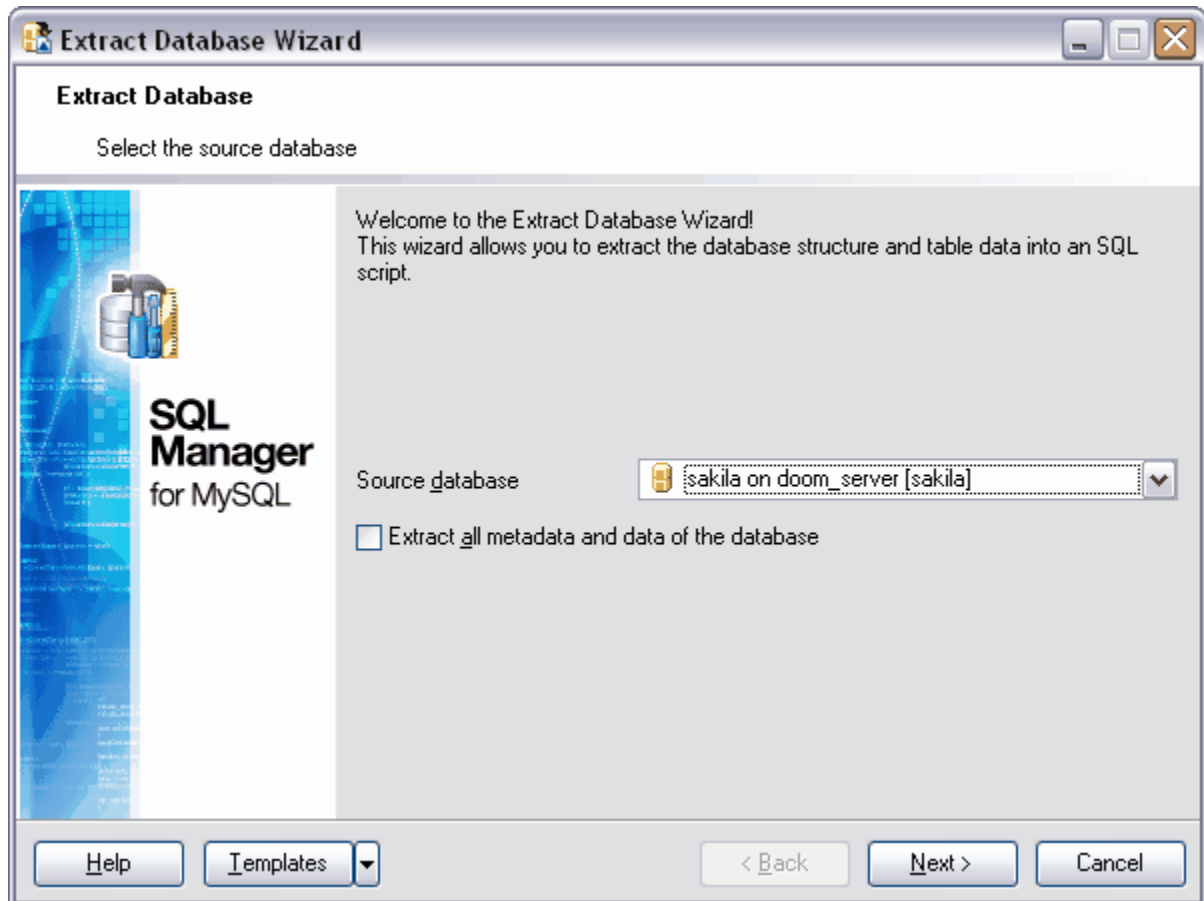 Extract Database Wizard
Extract Database
Select the source database
Welcome to the Extract Database Wizard!
This wizard allows you to extract the database structure and table data into an SQL
script.
SQL
Manager
for MySQL
Source database
sakila on doom_server [sakila]
Extract all metadata and data of the database
Help
Templates
< Back
Next >
Cancel